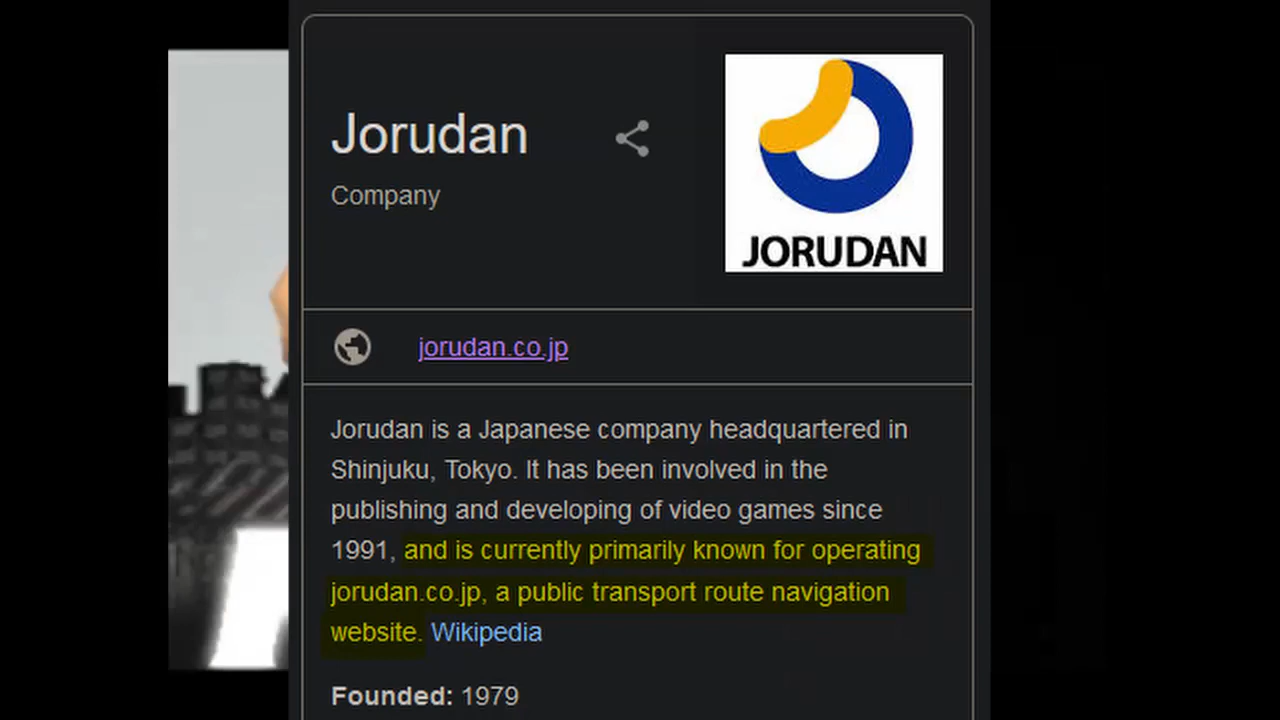 Jorudan
Company
JORUDAN
jorudan.co.jp
Jorudan is a Japanese company headquartered in
Shinjuku, Tokyo. It has been involved in the
publishing and developing of video games since
1991, and is currently primarily known for operating
jorudan.co.jp, a public transport route navigation
website. Wikipedia
Founded: 1979